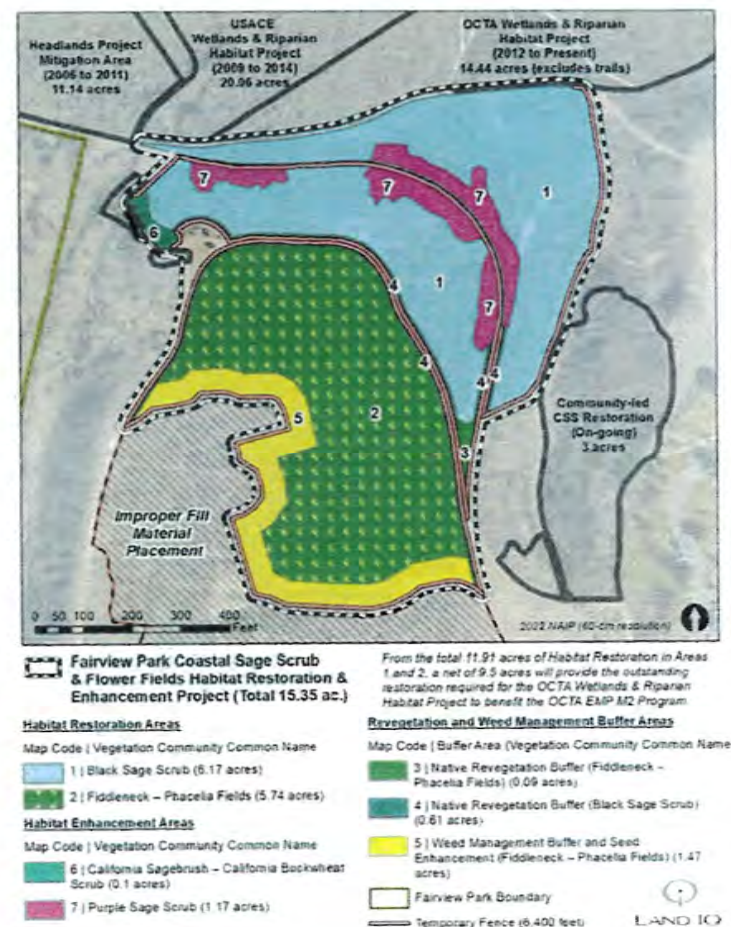 Headlands Project
Mitigation Area
(2006 to 2011)
11.14 acres
USACE
Wetlands & Riparian
Habitat Project
(2009 to 2014)
20.96 acres
OCTA Wetlands & Riparian
Habitat Project
(2012 to Present)
14.44 acres (excludes trails)
7
7
7
1
6
4
1
7
4
4 4
2
5
3
Community-led
CSS Restoration
(On-going)
3 acres
Improper Fill
Material
Placement
0 50 100 200 300 400
Feet
2022 NAIP (60-cm resolution)
Fairview Park Coastal Sage Scrub
& Flower Fields Habitat Restoration &
Enhancement Project (Total 15.35 ac.)
From the total 11.91 acres of Habitat Restoration in Areas
1 and 2, a net of 9.5 acres will provide the outstanding
restoration required for the OCTA Wetlands & Riparian
Habitat Project to benefit the OCTA EMP M2 Program
Habitat Restoration Areas
Map Code | Vegetation Community Common Name
1 | Black Sage Scrub (6.17 acres)
2 | Fiddleneck – Phacelia Fields (5.74 acres)
Habitat Enhancement Areas
Map Code | Vegetation Community Common Name
6 | California Sagebrush – California Buckwheat
Scrub (0.1 acres)
7 | Purple Sage Scrub (1.17 acres)
Revegetation and Weed Management Buffer Areas
Map Code | Buffer Area (Vegetation Community Common Name
3 | Native Revegetation Buffer (Fiddleneck –
Phacelia Fields) (0.09 acres)
4 | Native Revegetation Buffer (Black Sage Scrub)
(0.61 acres)
5 | Weed Management Buffer and Seed
Enhancement (Fiddleneck – Phacelia Fields) (1.47
acres)
Fairview Park Boundary
Temporary Fence (6,400 feet)
LAND IQ